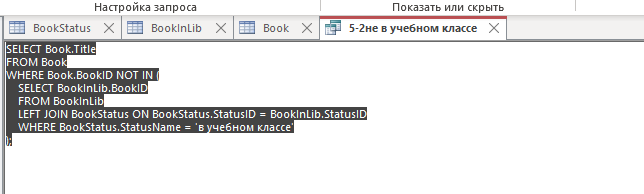 Настройка запроса
Показать или скрыть
BookStatus
BookInLib
Book
5-2не в учебном классе
SELECT Book.Title
FROM Book
WHERE Book.BookID NOT IN (
SELECT BookInLib.BookID
FROM BookInLib
LEFT JOIN BookStatus ON BookStatus.StatusID = BookInLib.StatusID
WHERE BookStatus.StatusName = 'в учебном классе'
);